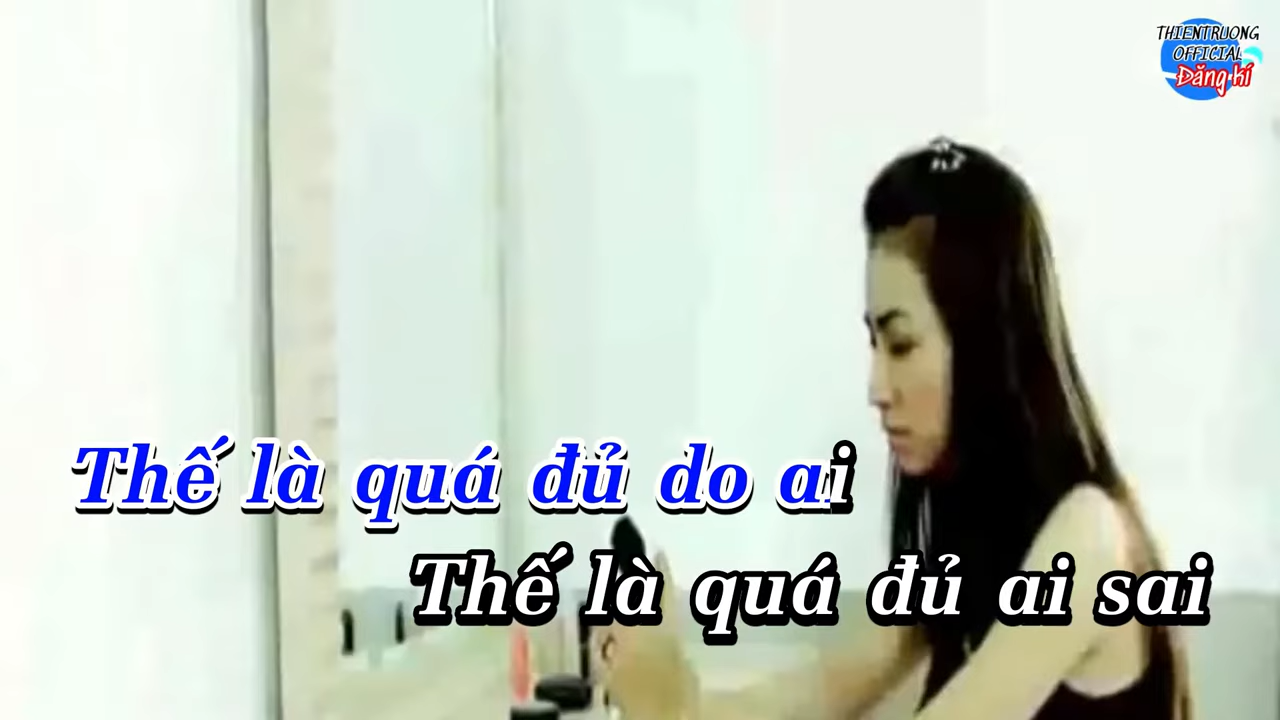 THIENTRUONG
OFFICIAL
Đăng kí
Thế là quá đủ do ai
Thế là quá đủ ai sai